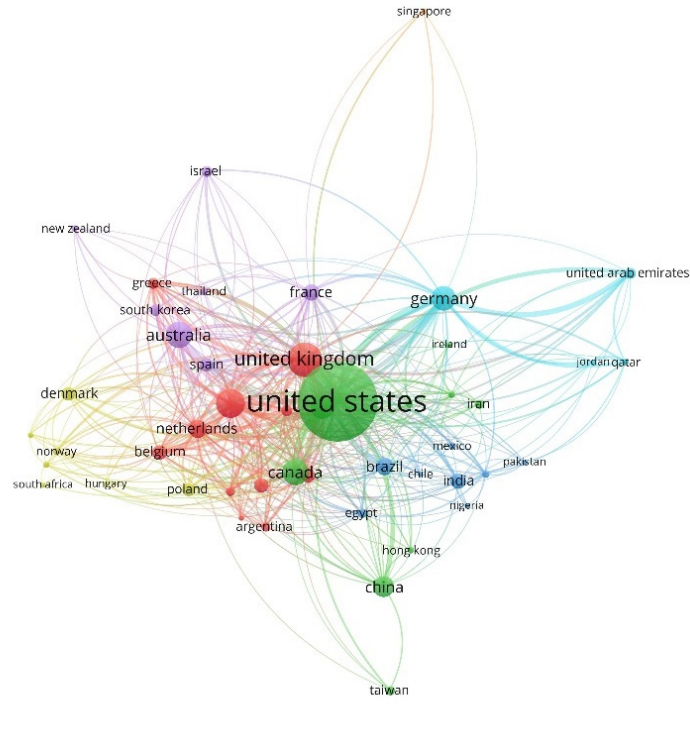 singapore
israel
new zealand
united arab emirates
greece
thailand
france
germany
south korea
australia
ireland
united kingdom
spain
jordan
qatar
denmark
united states
iran
netherlands
mexico
norway
belgium
pakistan
canada
brazil
chile
india
south africa
hungary
poland
nigeria
egypt
argentina
hong kong
china
taiwan